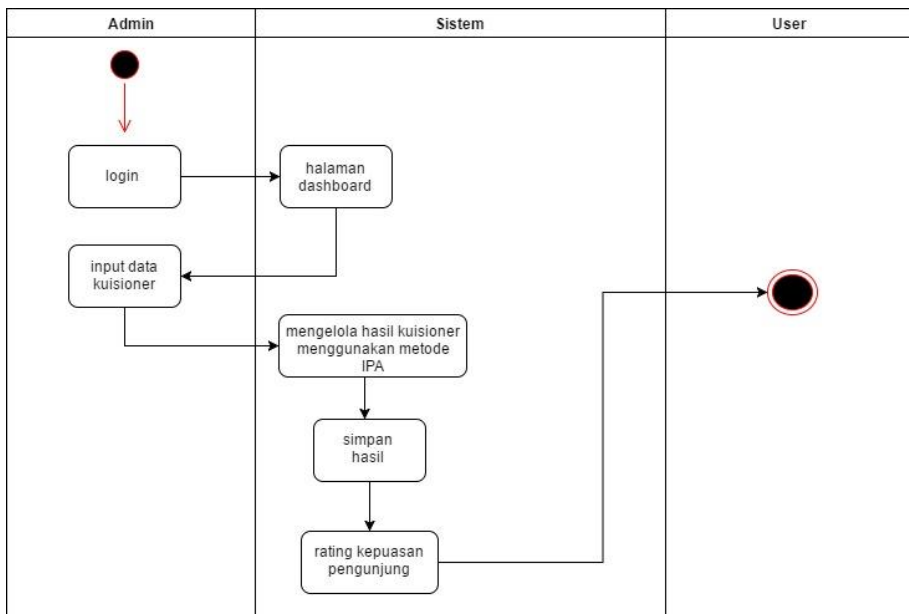 Admin
Sistem
User
login
halaman
dashboard
input data
kuisioner
mengelola hasil kuisioner
menggunakan metode
IPA
simpan
hasil
rating kepuasan
pengunjung